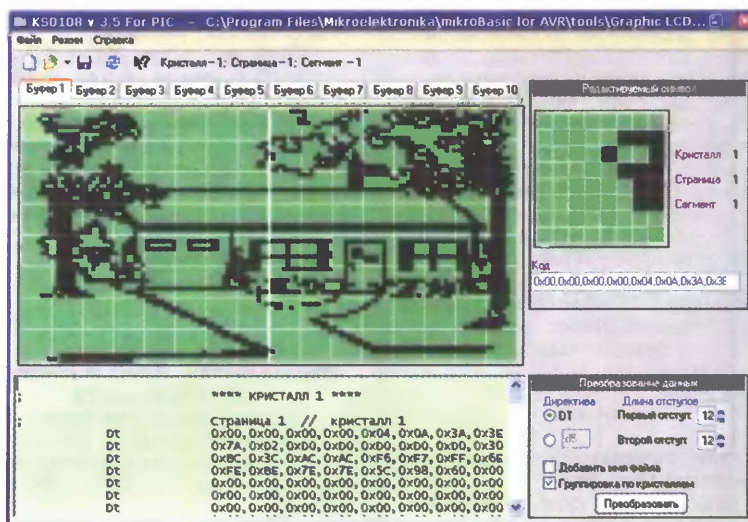 KS0108 v 3.5 For PIC - C:\Program Files\Mikroelektronika\mikroBasic for AVR\tools\Graphic LCD...
Файл Режим Справка
Кристалл-1; Страница-1; Сегмент -1
Буфер 1 Буфер 2 Буфер 3 Буфер 4 Буфер 5 Буфер 6 Буфер 7 Буфер 8 Буфер 9 Буфер 10
Редактируемый символ
Кристалл 1
Страница 1
Сегмент 1
Код
0x00,0x00,0x00,0x00,0x04,0x0A,0x3A,0x3E
; **** КРИСТАЛЛ 1 ****
; Страница 1 // кристалл 1
Dt 0x00,0x00,0x00,0x00,0x04,0x0A,0x3A,0x3E
Dt 0x7A,0xD2,0xD0,0xD0,0xD0,0xD0,0xD0,0x30
Dt 0xBC,0x3C,0xAC,0xAC,0xF6,0xF7,0xFF,0x6E
Dt 0xFE,0xBE,0x7E,0x7E,0x5C,0x98,0x60,0x00
Dt 0x00,0x00,0x00,0x00,0x00,0x00,0x00,0x00
Dt 0x00,0x00,0x00,0x00,0x00,0x00,0x00,0x00
Dt 0x00,0x00,0x00,0x00,0x00,0x00,0x00,0x00
Преобразование данных
Директива Длина отступов
DT Первый отступ: 12
Второй отступ: 12
Добавить имя файла
Группировка по кристаллам
Преобразовать